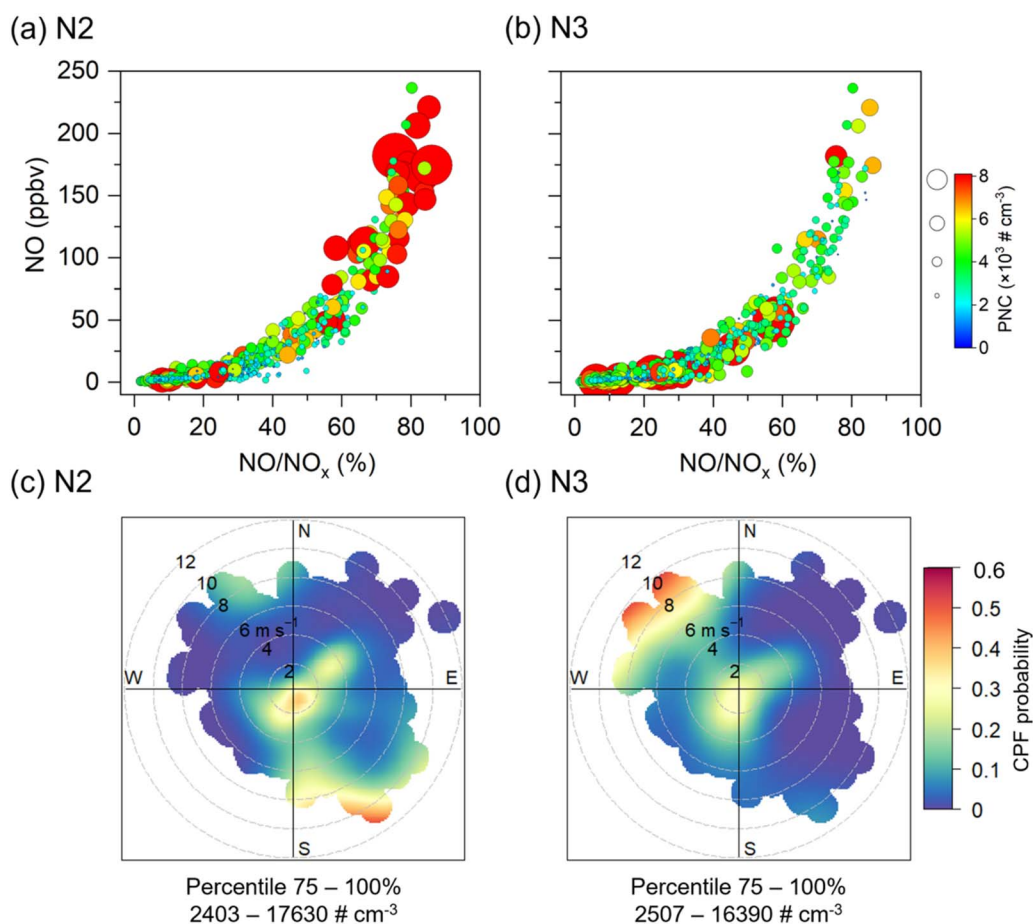 (a) N2
(b) N3
250
200
150
100
50
0
NO (ppbv)
0 20 40 60 80 100
NO/NOₓ (%)
0 20 40 60 80 100
NO/NOₓ (%)
8
6
4
2
0
PNC (×10³ # cm⁻³)
(c) N2
(d) N3
N
12
10
8
6 m s⁻¹
4
2
W
E
S
Percentile 75 – 100%
2403 – 17630 # cm⁻³
N
12
10
8
6 m s⁻¹
4
2
W
E
S
Percentile 75 – 100%
2507 – 16390 # cm⁻³
0.6
0.5
0.4
0.3
0.2
0.1
0
CPF probability